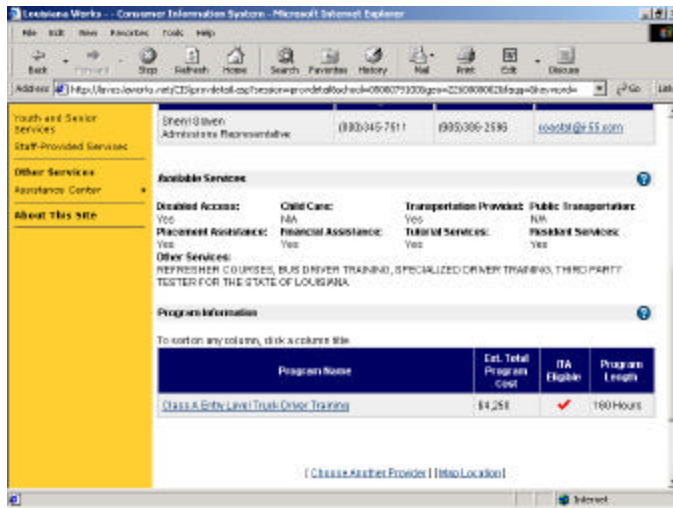 Louisiana Works - - Consumer Information System - Microsoft Internet Explorer
File Edit View Favorites Tools Help
Back Forward Stop Refresh Home Search Favorites History Mail Print Edit Discuss
Address Go Links
Youth and Senior Services
Staff-Provided Services
Other Services
Assistance Center
About This Site
Admissions Representative
Available Services
Disabled Access: Child Care: Transportation Provided: Public Transportation:
Yes N/A Yes N/A
Placement Assistance: Financial Assistance: Tutorial Services: Resident Services:
Yes Yes Yes Yes
Other Services:
REFRESHER COURSES, BUS DRIVER TRAINING, SPECIALIZED DRIVER TRAINING, THIRD PARTY
TESTER FOR THE STATE OF LOUISIANA
Program Information
To sort on any column, click a column title
Program Name Est. Total Program Cost ITA Eligible Program Length
Class A Entry Level Truck Driver Training 160 Hours
[ Choose Another Provider ] [ Map Location ]
Internet